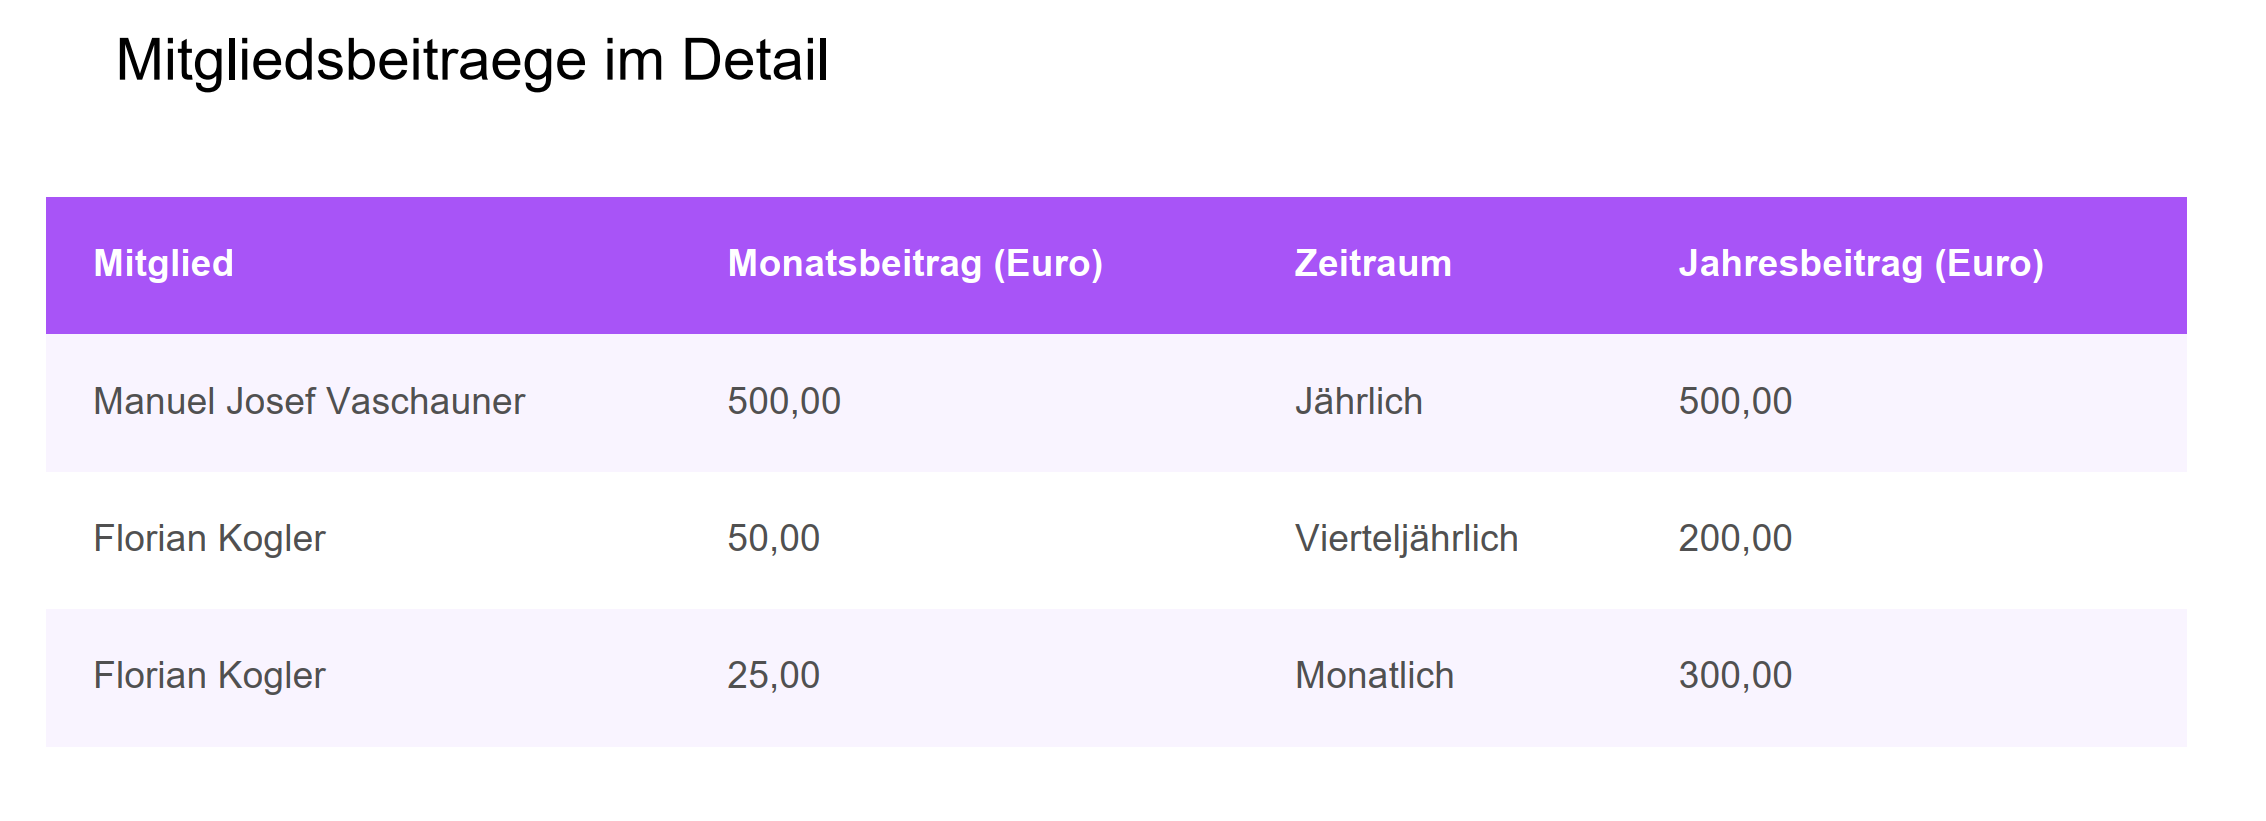 Mitgliedsbeitraege im Detail
Mitglied Monatsbeitrag (Euro) Zeitraum Jahresbeitrag (Euro)
Manuel Josef Vaschauner 500,00 Jährlich 500,00
Florian Kogler 50,00 Vierteljährlich 200,00
Florian Kogler 25,00 Monatlich 300,00